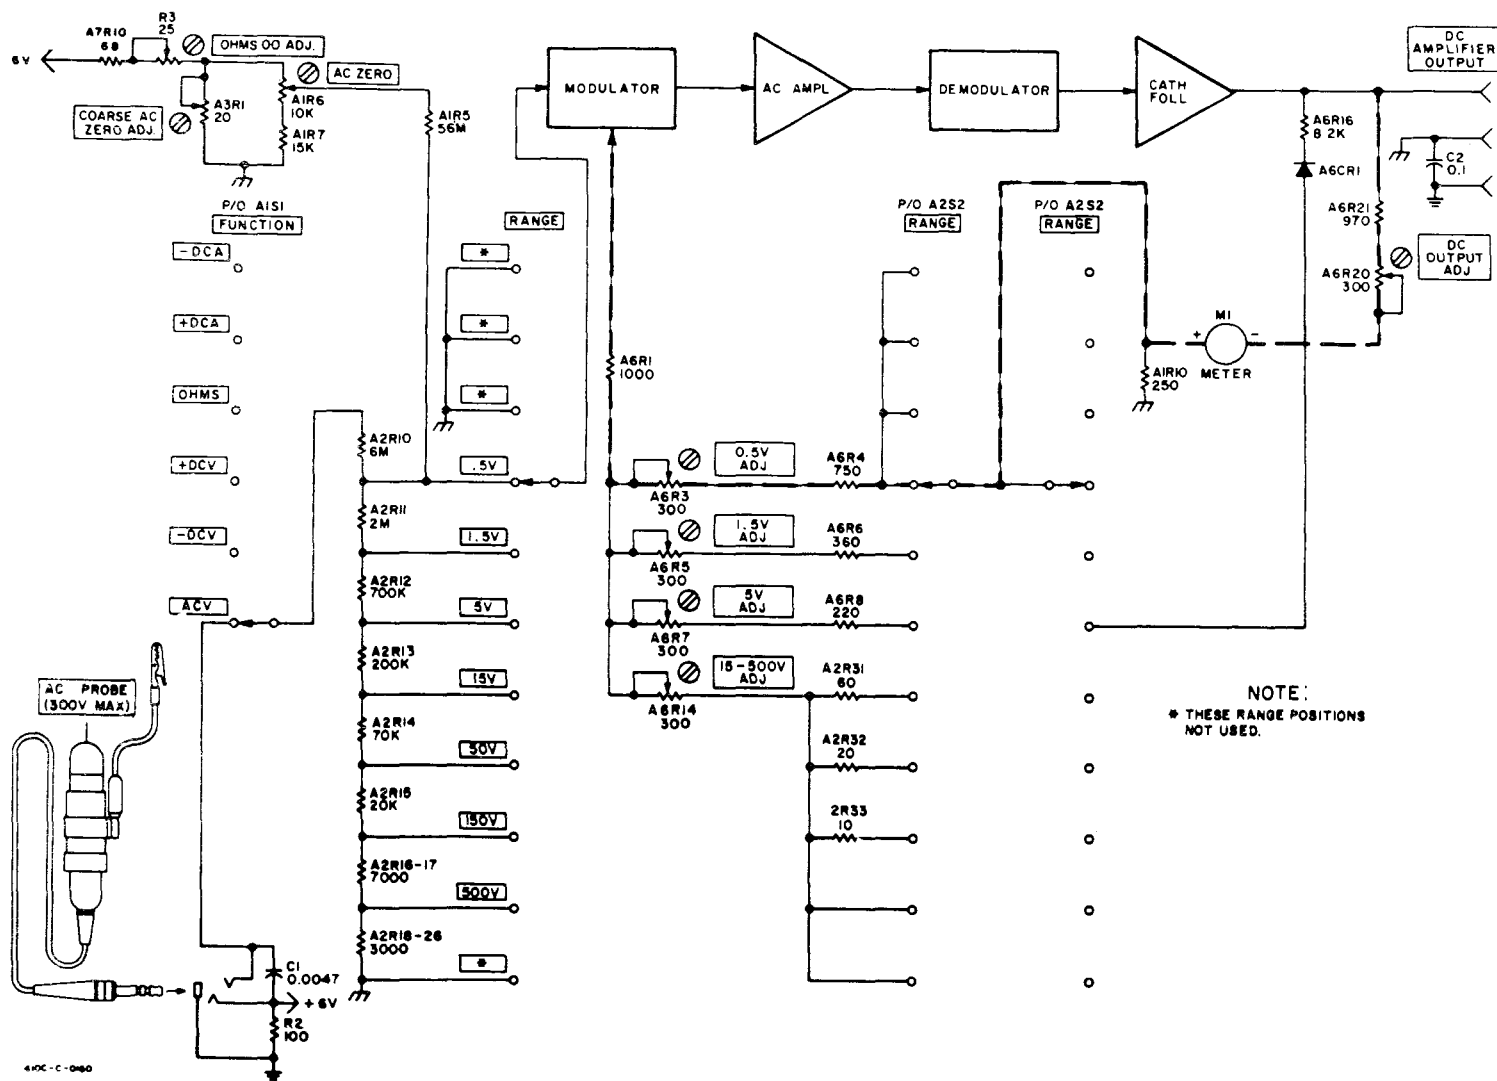 6V
A7R10
68
R3
25
OHMS OO ADJ.
AC ZERO
A3R1
20
COARSE AC
ZERO ADJ.
A1R6
10K
A1R7
15K
A1R5
56M
MODULATOR
AC AMPL
DEMODULATOR
CATH
FOLL
DC
AMPLIFIER
OUTPUT
A6R16
8.2K
A6CR1
C2
0.1
A6R21
970
A6R20
300
DC
OUTPUT
ADJ
P/O A1S1
FUNCTION
RANGE
P/O A2S2
RANGE
P/O A2S2
RANGE
-DCA
+DCA
OHMS
+DCV
-DCV
ACV
*
*
*
.5V
1.5V
5V
15V
50V
150V
500V
*
A2R10
6M
A2R11
2M
A2R12
700K
A2R13
200K
A2R14
70K
A2R15
20K
A2R16-17
7000
A2R18-26
3000
A6R1
1000
0.5V
ADJ
A6R3
300
A6R4
750
1.5V
ADJ
A6R5
300
A6R6
360
5V
ADJ
A6R7
300
A6R8
220
15-500V
ADJ
A6R14
300
A2R31
60
A2R32
20
2R33
10
+
M1
-
METER
A1R10
250
NOTE:
* THESE RANGE POSITIONS
NOT USED.
AC PROBE
(300V MAX)
C1
0.0047
+6V
R2
100
410C-C-0160